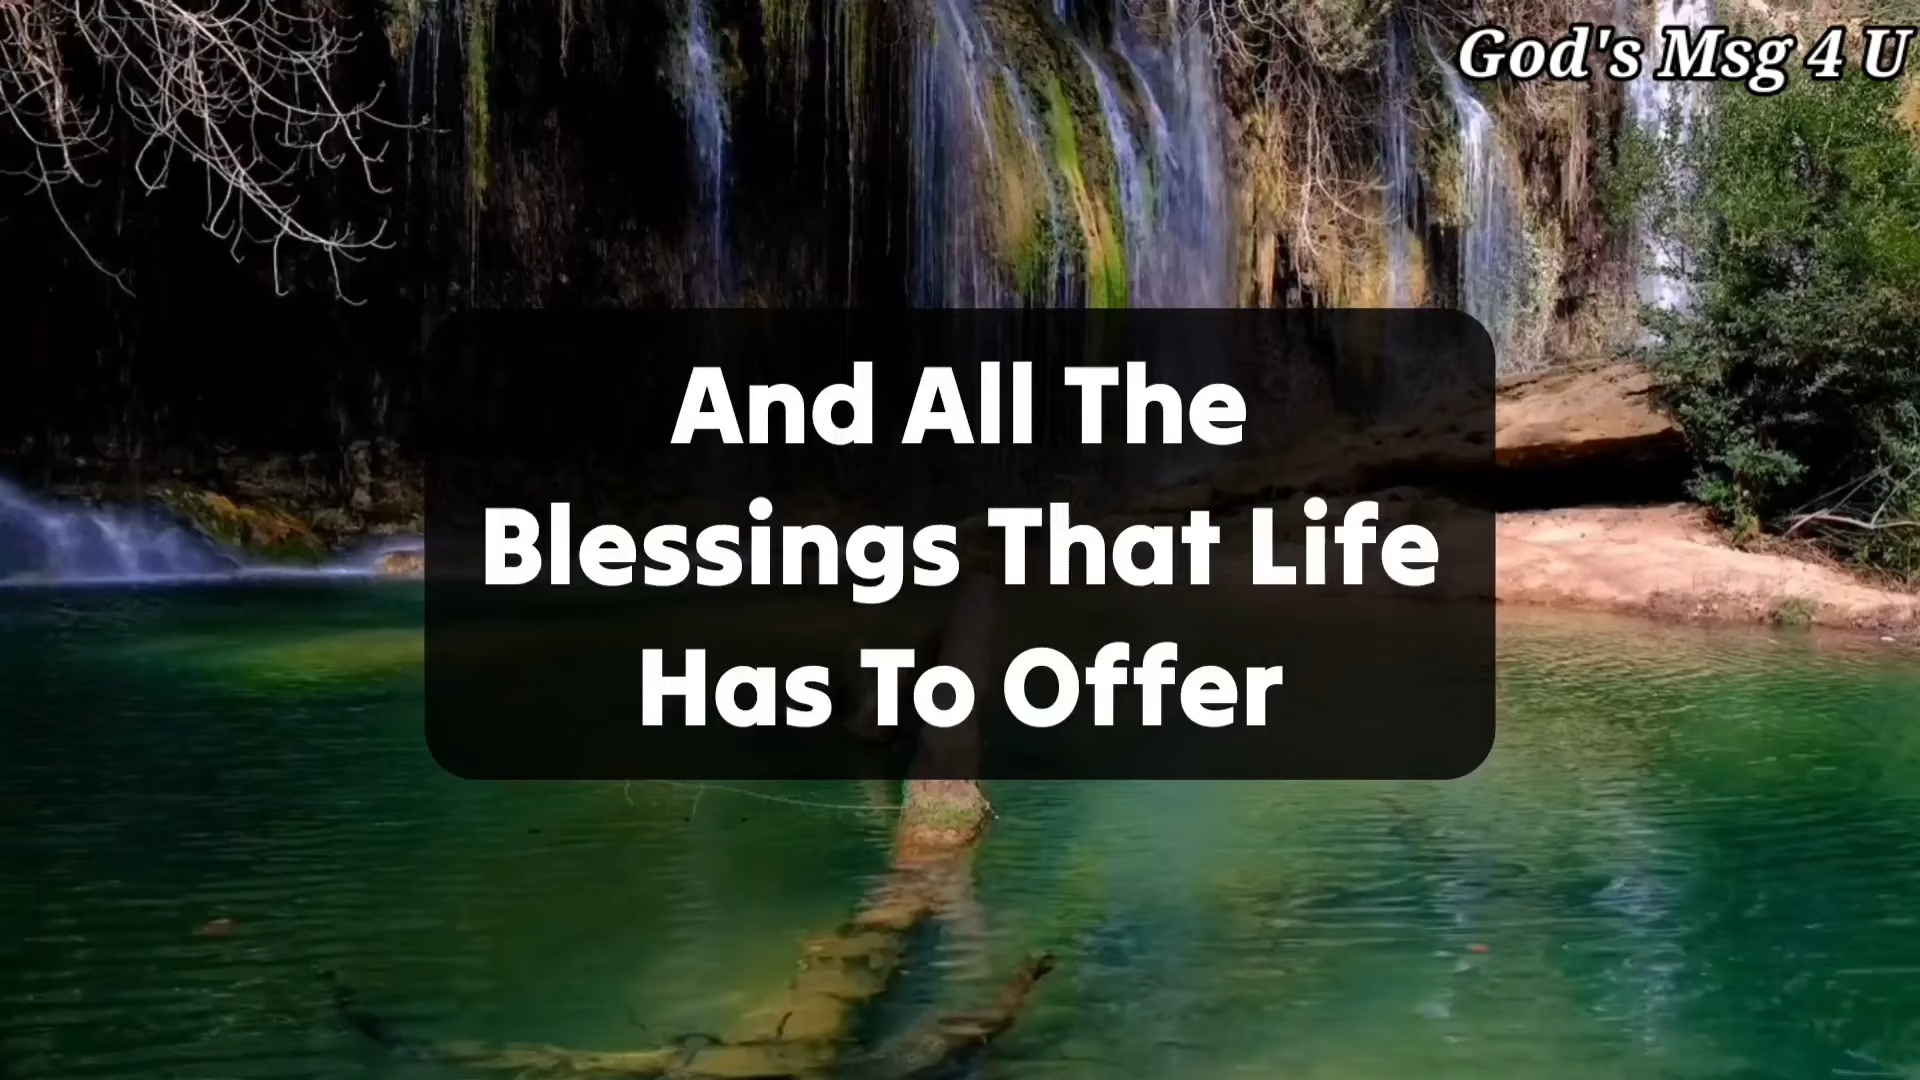 God's Msg 4 U
And All The
Blessings That Life
Has To Offer